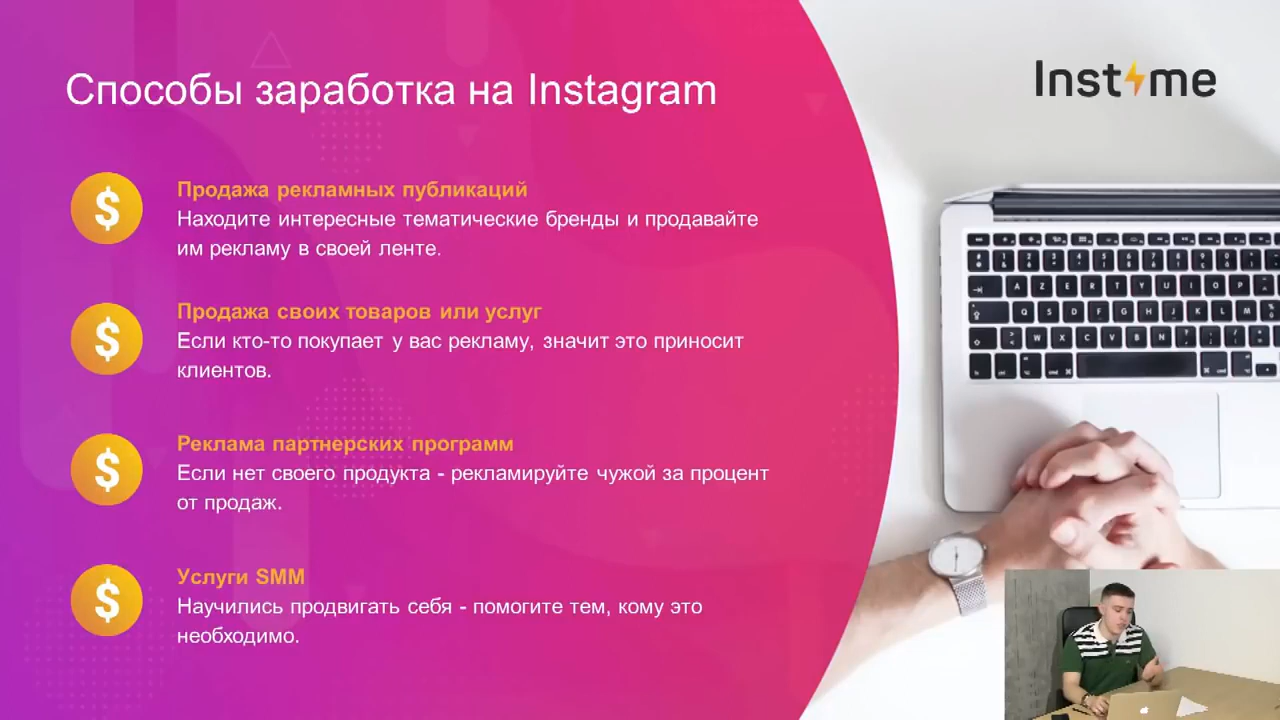 Способы заработка на Instagram
Inst me
Продажа рекламных публикаций
Находите интересные тематические бренды и продавайте
им рекламу в своей ленте.
Продажа своих товаров или услуг
Если кто-то покупает у вас рекламу, значит это приносит
клиентов.
Реклама партнерских программ
Если нет своего продукта - рекламируйте чужой за процент
от продаж.
Услуги SMM
Научились продвигать себя - помогите тем, кому это
необходимо.